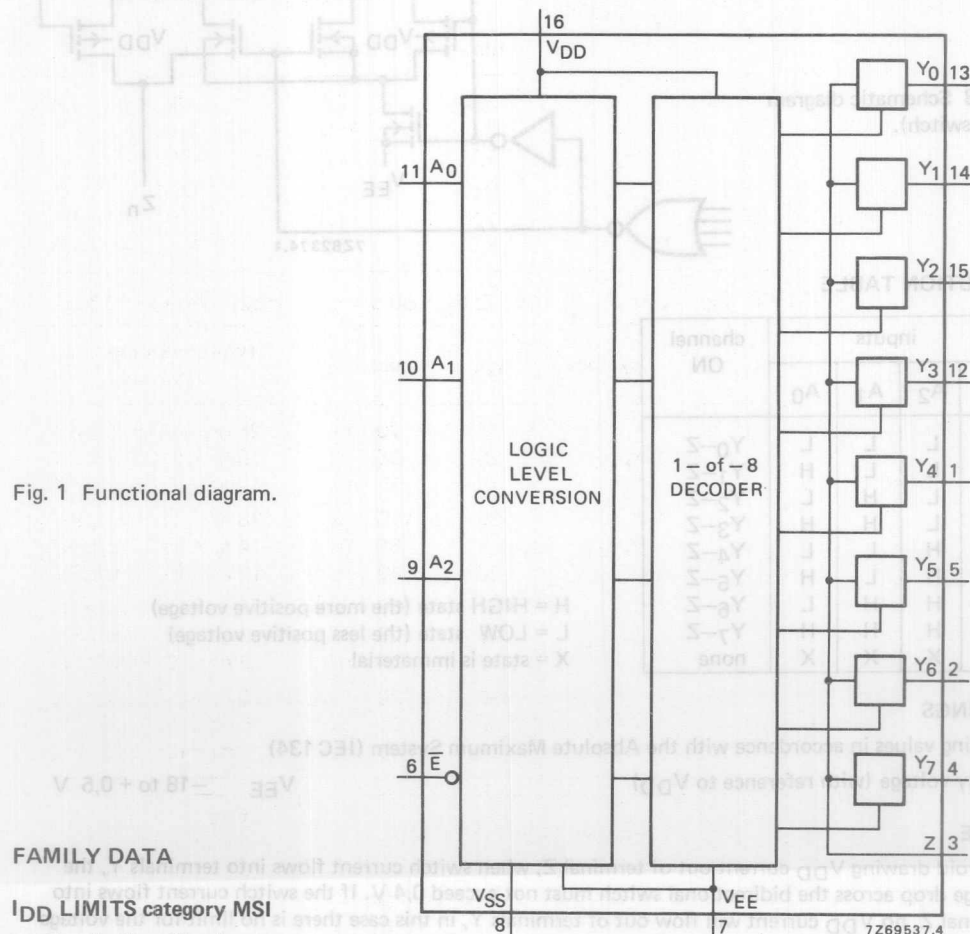 16
VDD
Y0 13
11 A0
Y1 14
Y2 15
10 A1
Y3 12
LOGIC
LEVEL
CONVERSION
1-of-8
DECODER
Y4 1
Fig. 1 Functional diagram.
9 A2
Y5 5
Y6 2
6 E̅
Y7 4
Z 3
FAMILY DATA
IDD LIMITS category MSI
VSS
8
VEE
7
7Z69537.4